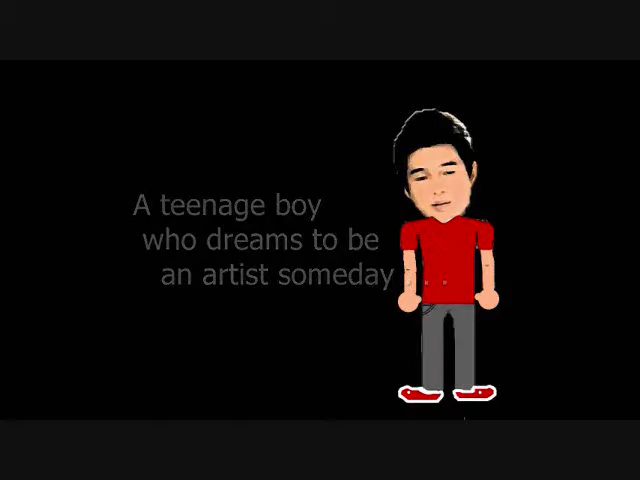 A teenage boy
who dreams to be
an artist someday . . .